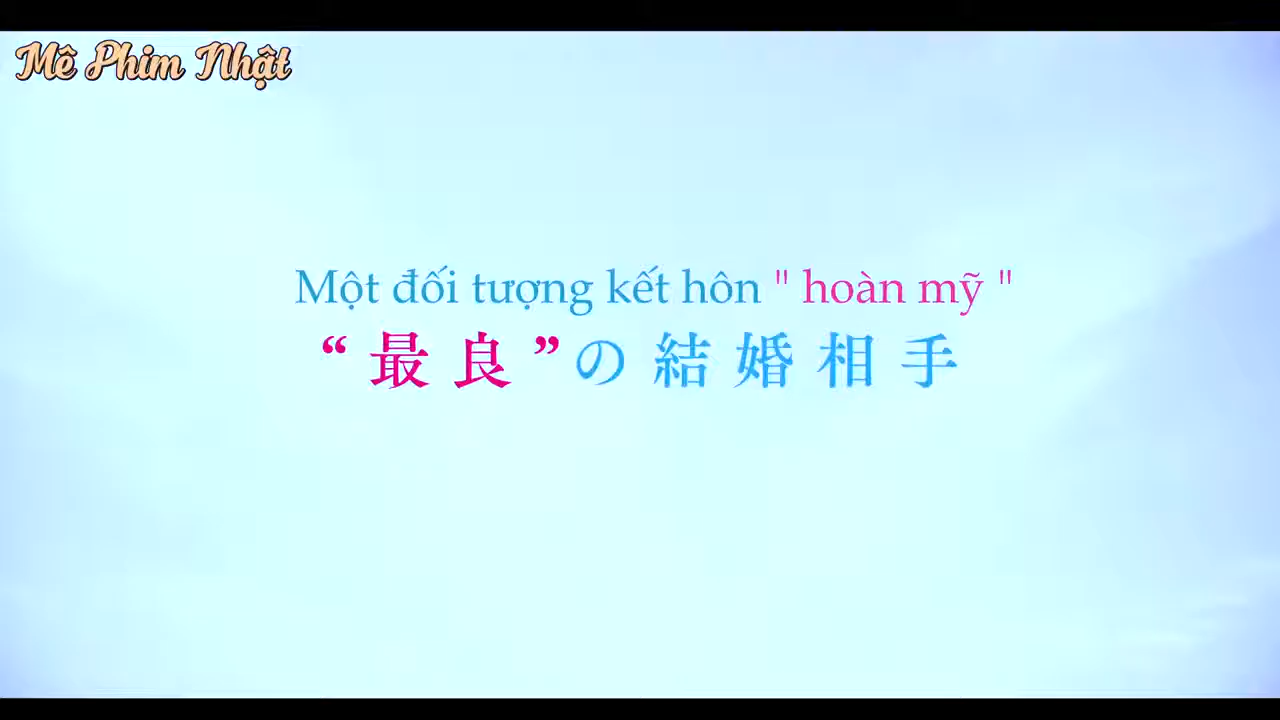 Mê Phim Nhật
Một đối tượng kết hôn " hoàn mỹ "
“最良”の結婚相手